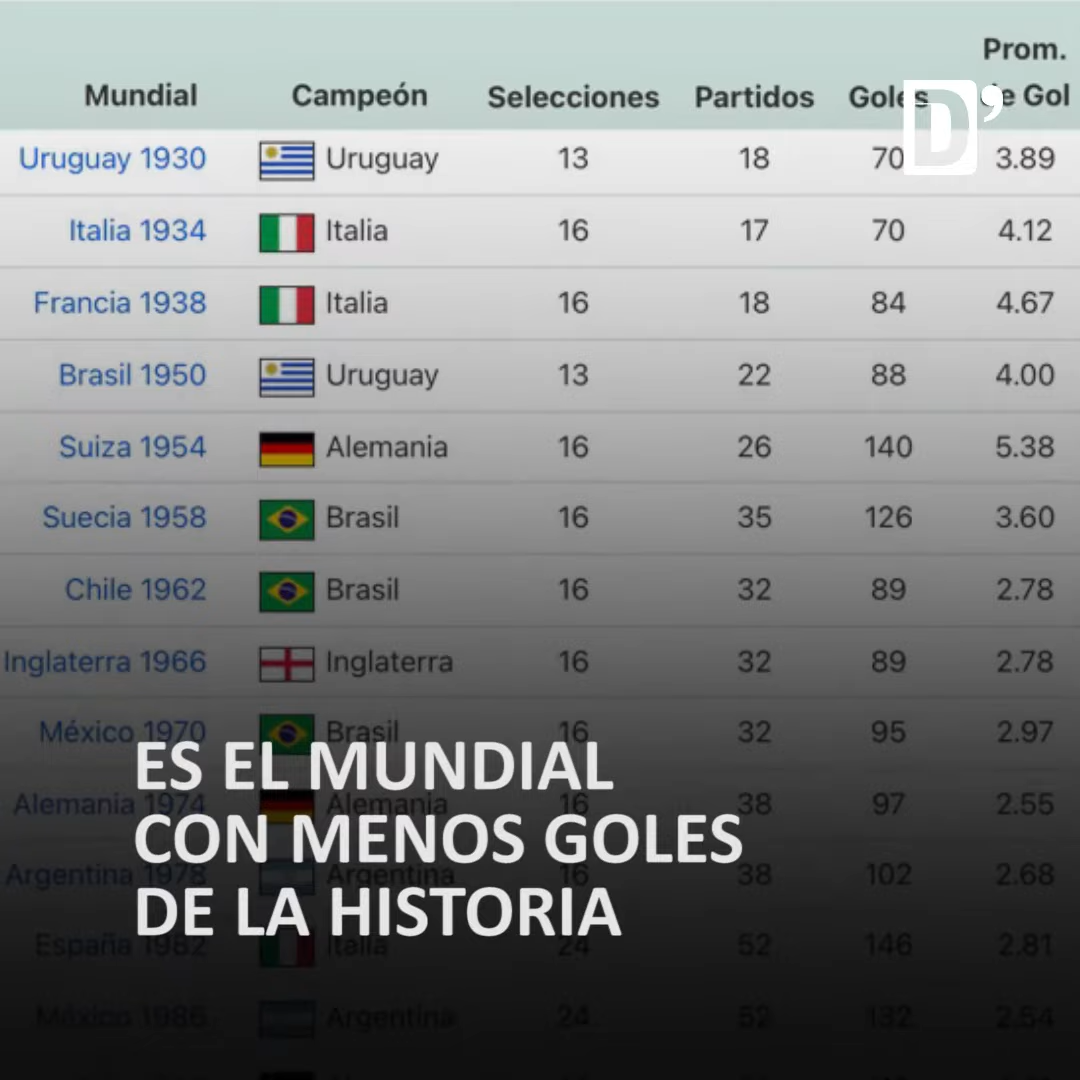 Mundial Campeón Selecciones Partidos Goles Prom. de Gol
Uruguay 1930 Uruguay 13 18 70 3.89
Italia 1934 Italia 16 17 70 4.12
Francia 1938 Italia 16 18 84 4.67
Brasil 1950 Uruguay 13 22 88 4.00
Suiza 1954 Alemania 16 26 140 5.38
Suecia 1958 Brasil 16 35 126 3.60
Chile 1962 Brasil 16 32 89 2.78
Inglaterra 1966 Inglaterra 16 32 89 2.78
México 1970 Brasil 16 32 95 2.97
Alemania 1974 Alemania 16 38 97 2.55
Argentina 1978 Argentina 16 38 102 2.68
España 1982 Italia 24 52 146 2.81
México 1986 Argentina 24 52 132 2.54
ES EL MUNDIAL
CON MENOS GOLES
DE LA HISTORIA
D’